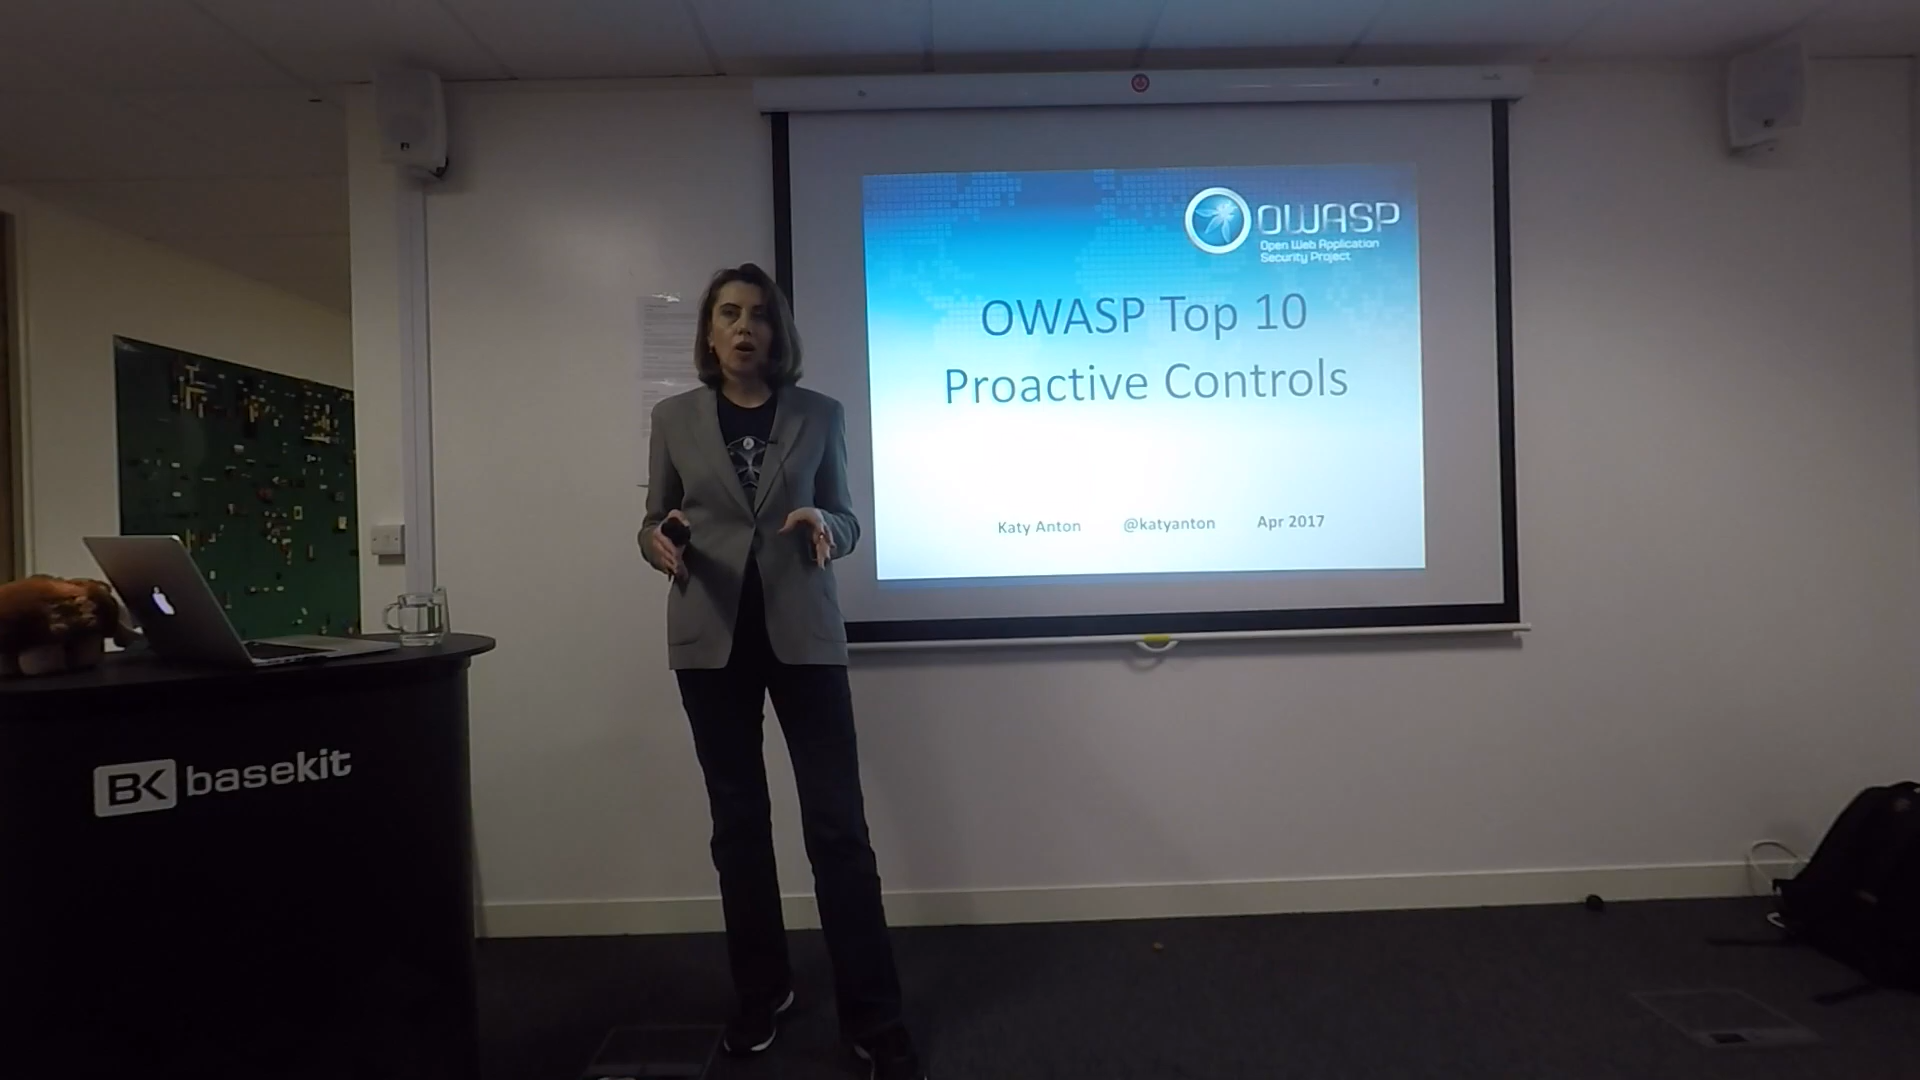 OWASP
Open Web Application
Security Project
OWASP Top 10
Proactive Controls
Katy Anton @katyanton Apr 2017
BK basekit